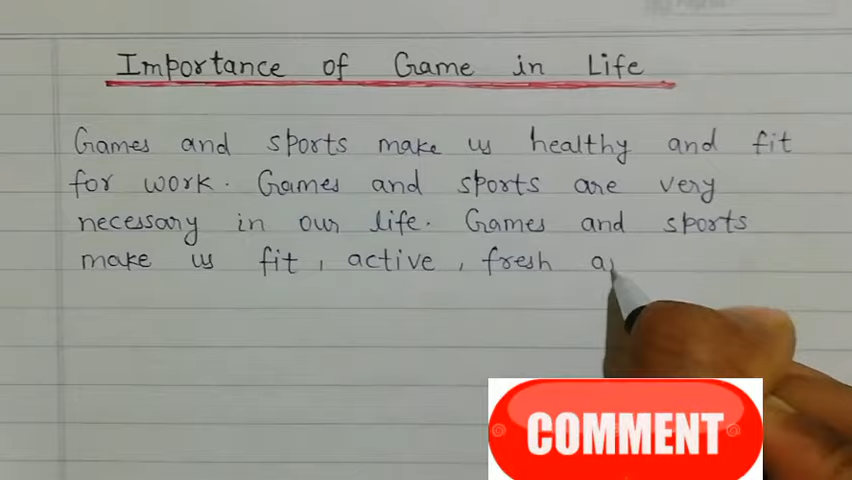 Importance of Game in Life
Games and sports make us healthy and fit
for work. Games and sports are very
necessary in our life. Games and sports
make us fit, active, fresh a
COMMENT